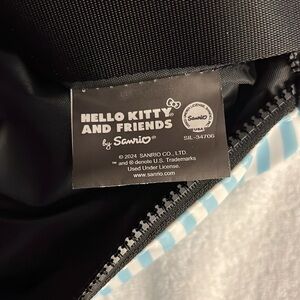 HELLO KITTY®
AND FRIENDS
by Sanrio®
Sanrio
SIL-34706
© 2024 SANRIO CO., LTD.
™ and ® denote U.S. Trademarks
Used Under License.
www.sanrio.com